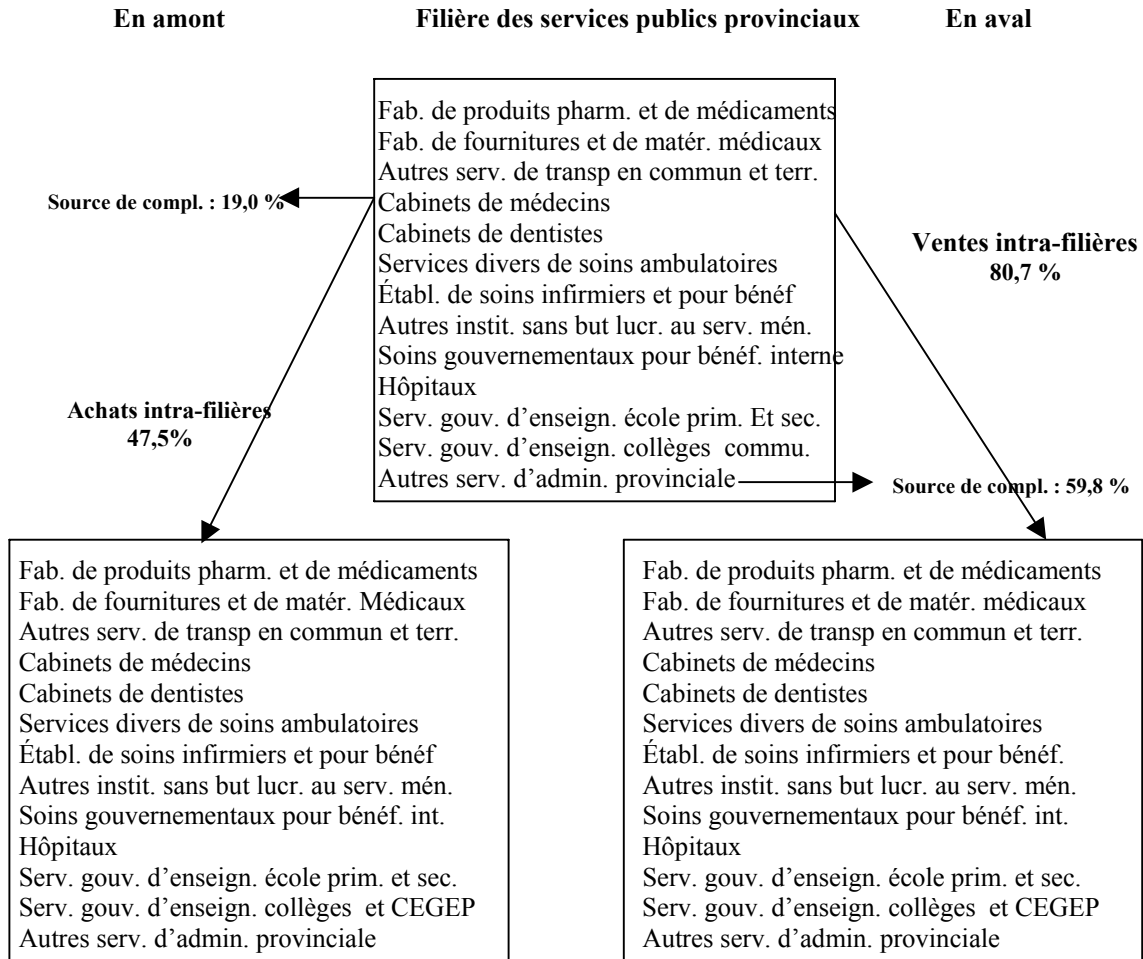 En amont Filière des services publics provinciaux En aval
Fab. de produits pharm. et de médicaments
Fab. de fournitures et de matér. médicaux
Autres serv. de transp en commun et terr.
Source de compl. : 19,0 %
Cabinets de médecins
Cabinets de dentistes
Services divers de soins ambulatoires
Établ. de soins infirmiers et pour bénéf
Autres instit. sans but lucr. au serv. mén.
Soins gouvernementaux pour bénéf. interne
Hôpitaux
Serv. gouv. d’enseign. école prim. Et sec.
Serv. gouv. d’enseign. collèges commu.
Autres serv. d’admin. provinciale
Ventes intra-filières
80,7 %
Achats intra-filières
47,5%
Source de compl. : 59,8 %
Fab. de produits pharm. et de médicaments
Fab. de fournitures et de matér. Médicaux
Autres serv. de transp en commun et terr.
Cabinets de médecins
Cabinets de dentistes
Services divers de soins ambulatoires
Établ. de soins infirmiers et pour bénéf
Autres instit. sans but lucr. au serv. mén.
Soins gouvernementaux pour bénéf. int.
Hôpitaux
Serv. gouv. d’enseign. école prim. et sec.
Serv. gouv. d’enseign. collèges et CEGEP
Autres serv. d’admin. provinciale
Fab. de produits pharm. et de médicaments
Fab. de fournitures et de matér. médicaux
Autres serv. de transp en commun et terr.
Cabinets de médecins
Cabinets de dentistes
Services divers de soins ambulatoires
Établ. de soins infirmiers et pour bénéf.
Autres instit. sans but lucr. au serv. mén.
Soins gouvernementaux pour bénéf. int.
Hôpitaux
Serv. gouv. d’enseign. école prim. et sec.
Serv. gouv. d’enseign. collèges et CEGEP
Autres serv. d’admin. provinciale